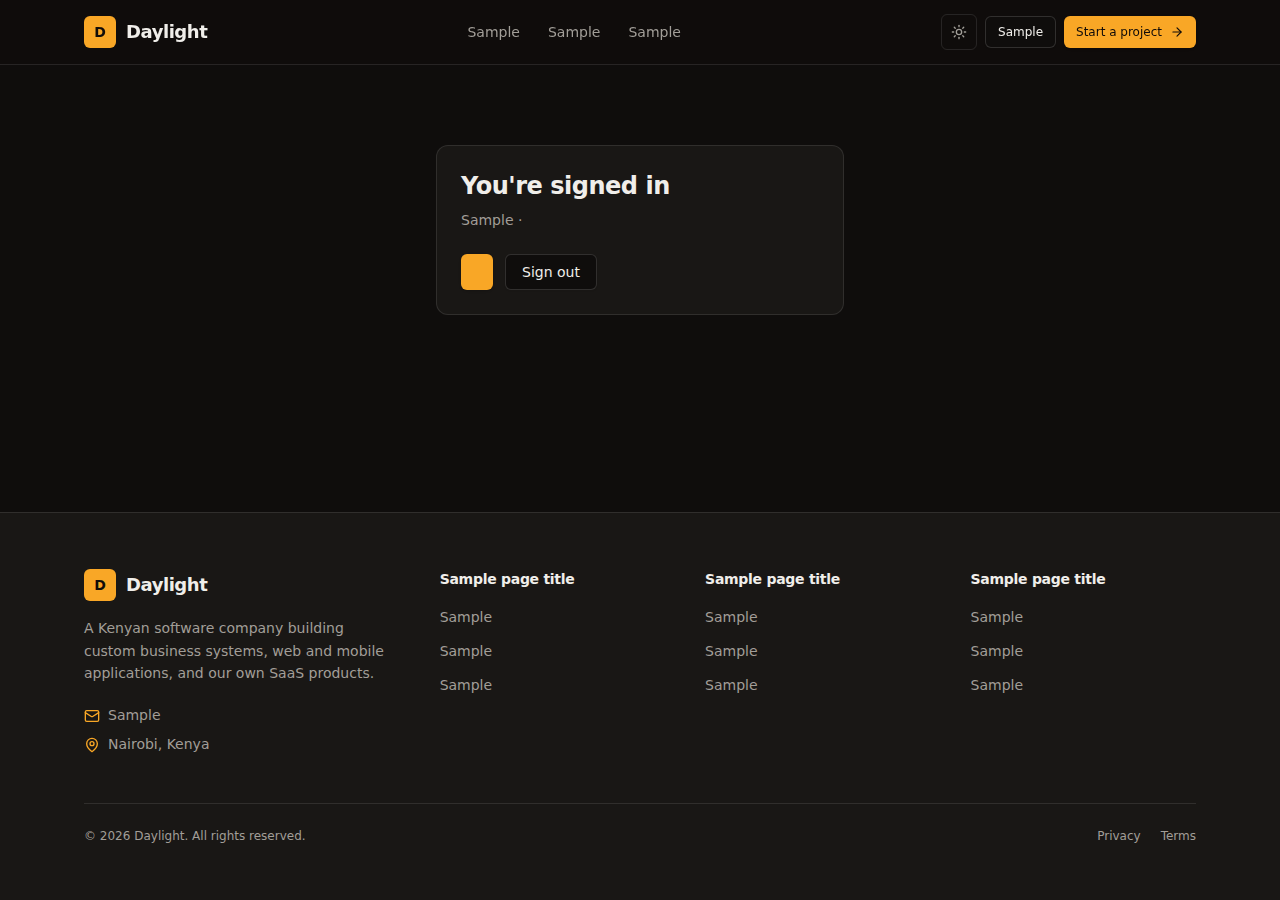 D Daylight
Sample Sample Sample
Sample
Start a project
You're signed in
Sample ·
Sign out
D Daylight
A Kenyan software company building
custom business systems, web and mobile
applications, and our own SaaS products.
Sample
Nairobi, Kenya
Sample page title
Sample
Sample
Sample
Sample page title
Sample
Sample
Sample
Sample page title
Sample
Sample
Sample
© 2026 Daylight. All rights reserved.
Privacy Terms